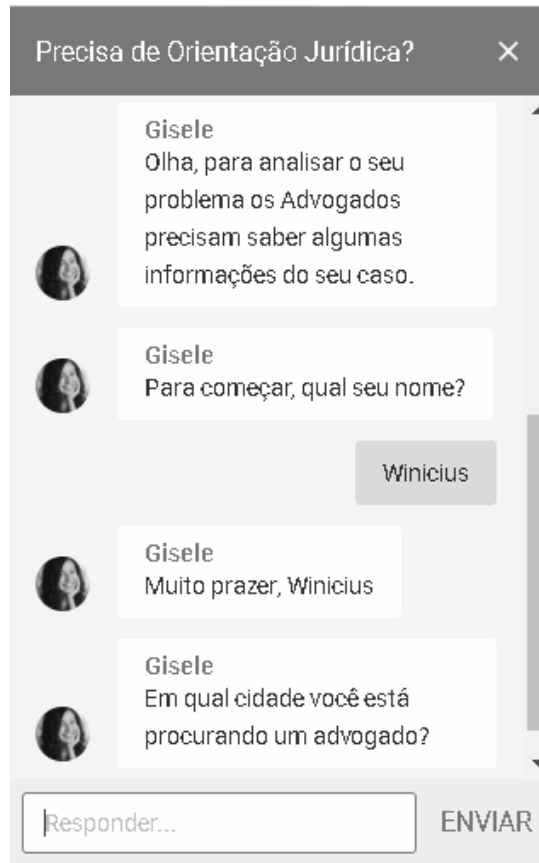 Precisa de Orientação Jurídica? ×
Gisele
Olha, para analisar o seu
problema os Advogados
precisam saber algumas
informações do seu caso.
Gisele
Para começar, qual seu nome?
Winicius
Gisele
Muito prazer, Winicius
Gisele
Em qual cidade você está
procurando um advogado?
Responder... ENVIAR